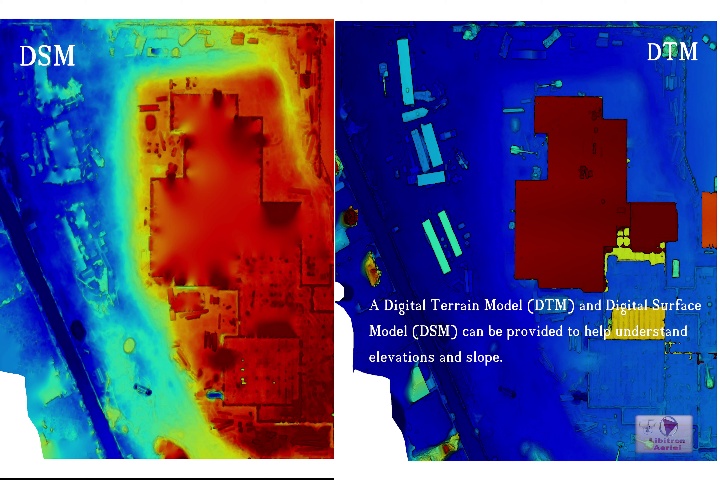 DSM
DTM
A Digital Terrain Model (DTM) and Digital Surface
Model (DSM) can be provided to help understand
elevations and slope.
Aerial